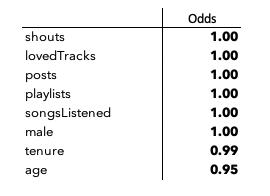 Odds
shouts 1.00
lovedTracks 1.00
posts 1.00
playlists 1.00
songsListened 1.00
male 1.00
tenure 0.99
age 0.95